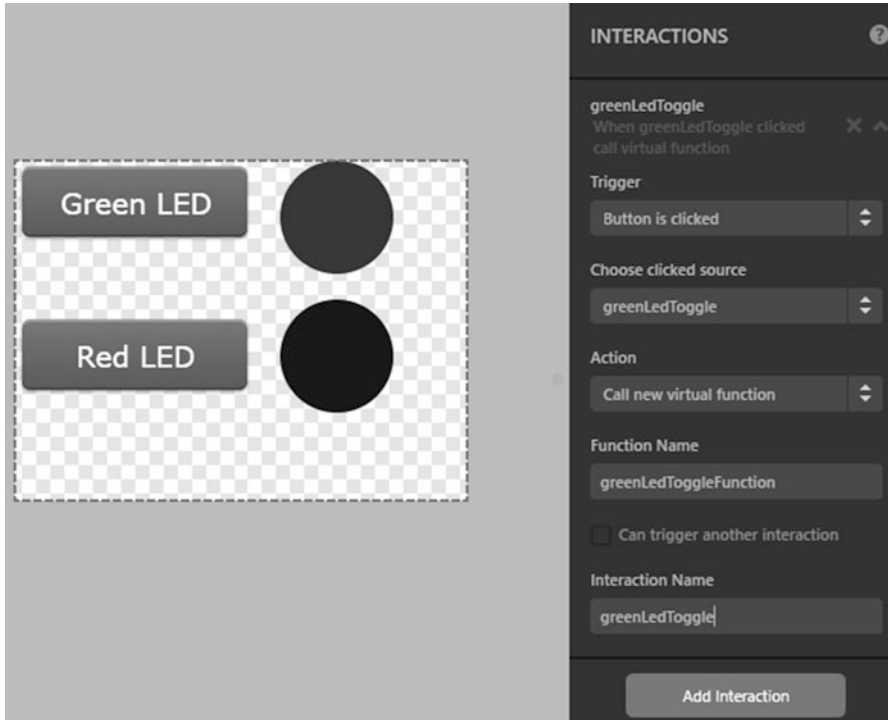 Green LED
Red LED
INTERACTIONS
?
greenLedToggle
When greenLedToggle clicked
call virtual function
Trigger
Button is clicked
Choose clicked source
greenLedToggle
Action
Call new virtual function
Function Name
greenLedToggleFunction
Can trigger another interaction
Interaction Name
greenLedToggle
Add Interaction